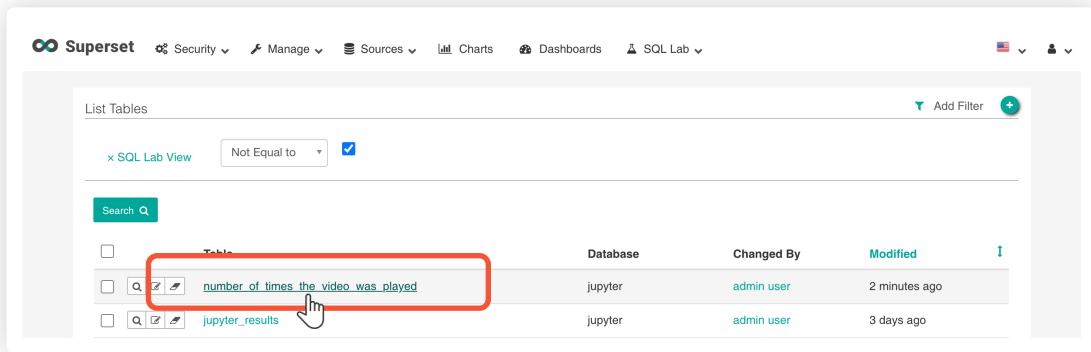 Superset Security Manage Sources Charts Dashboards SQL Lab
List Tables Add Filter
× SQL Lab View Not Equal to
Search
Table Database Changed By Modified
number_of_times_the_video_was_played jupyter admin user 2 minutes ago
jupyter_results jupyter admin user 3 days ago